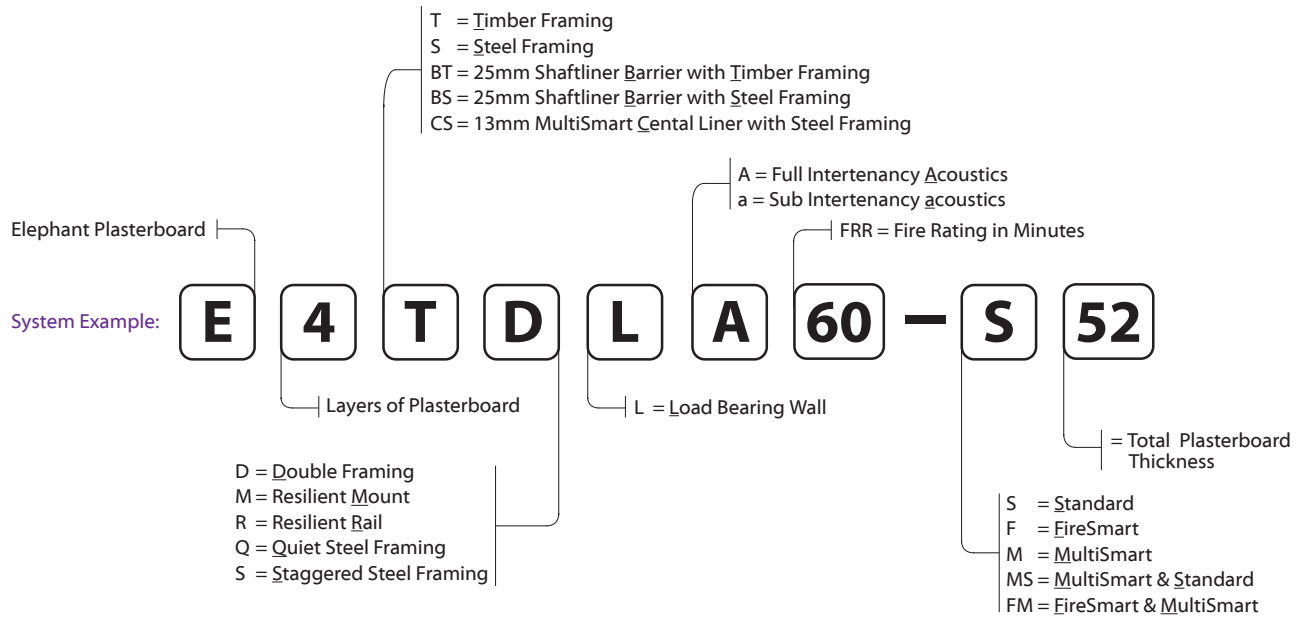 T = Timber Framing
S = Steel Framing
BT = 25mm Shaftliner Barrier with Timber Framing
BS = 25mm Shaftliner Barrier with Steel Framing
CS = 13mm MultiSmart Cental Liner with Steel Framing
A = Full Intertenancy Acoustics
a = Sub Intertenancy acoustics
Elephant Plasterboard
FRR = Fire Rating in Minutes
System Example: E 4 T D L A 60 – S 52
Layers of Plasterboard
L = Load Bearing Wall
= Total Plasterboard
Thickness
D = Double Framing
M = Resilient Mount
R = Resilient Rail
Q = Quiet Steel Framing
S = Staggered Steel Framing
S = Standard
F = FireSmart
M = MultiSmart
MS = MultiSmart & Standard
FM = FireSmart & MultiSmart